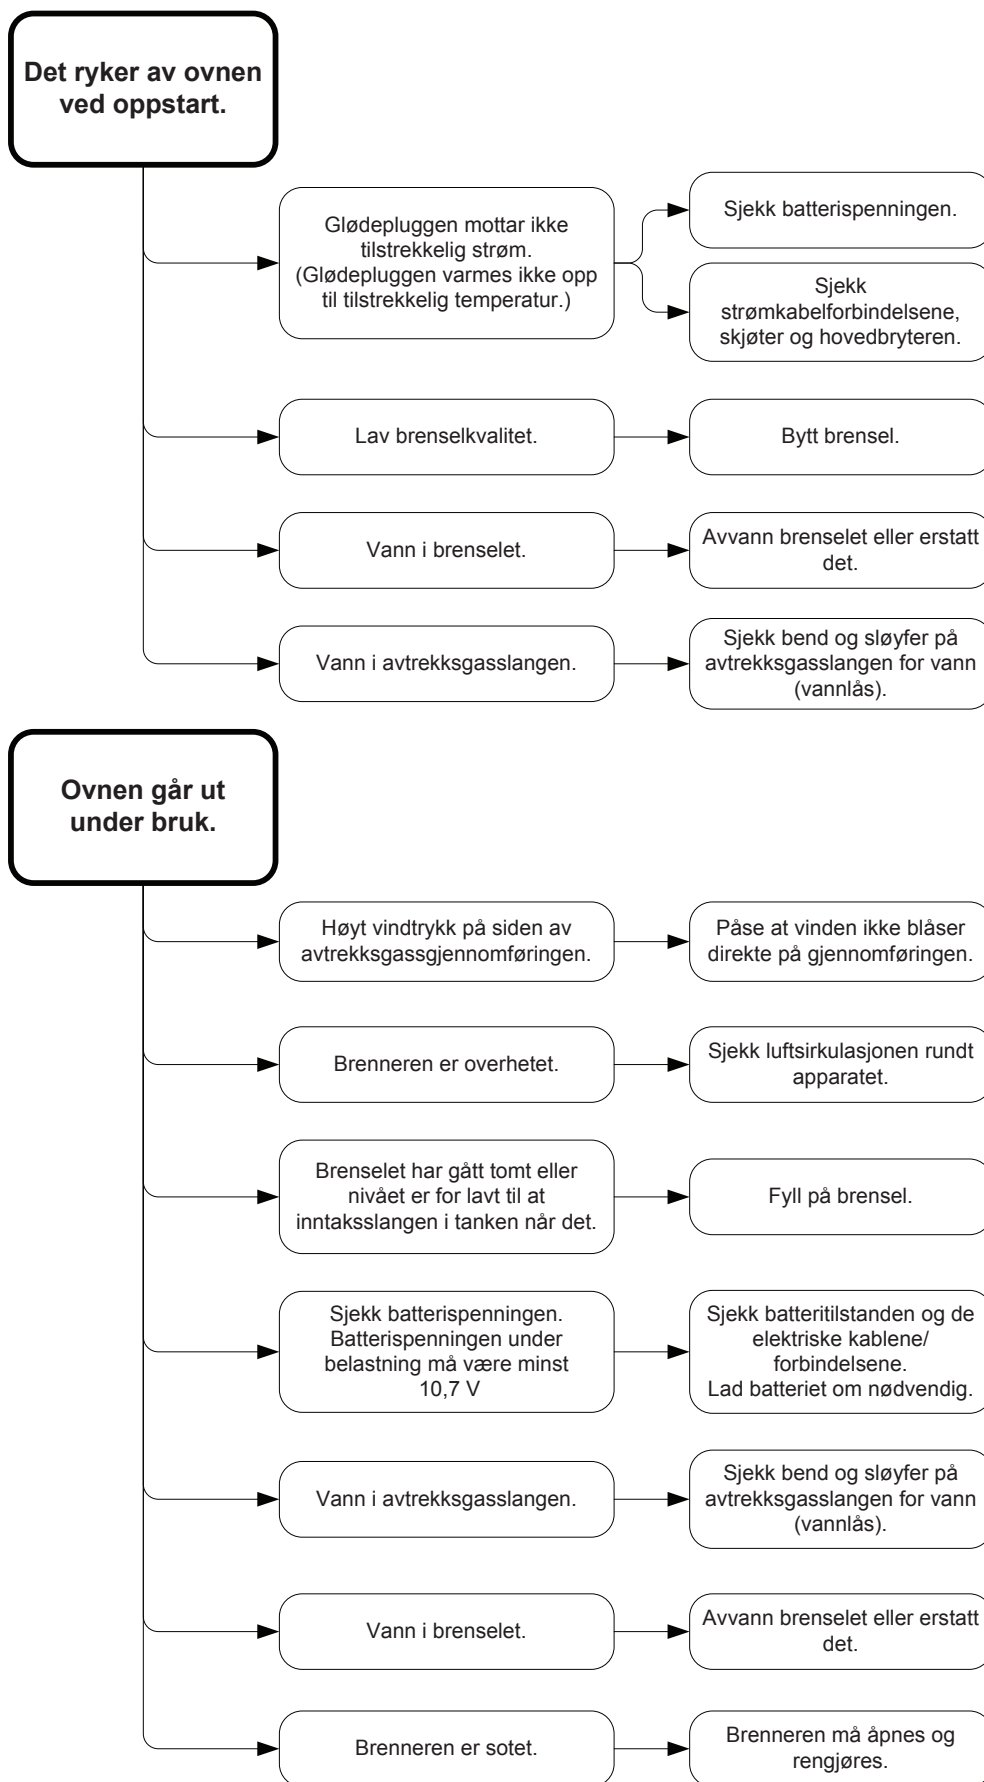 Det ryker av ovnen
ved oppstart.
Glødepluggen mottar ikke
tilstrekkelig strøm.
(Glødepluggen varmes ikke opp
til tilstrekkelig temperatur.)
Sjekk batterispenningen.
Sjekk
strømkabelforbindelsene,
skjøter og hovedbryteren.
Lav brenselkvalitet.
Bytt brensel.
Vann i brenselet.
Avvann brenselet eller erstatt
det.
Vann i avtrekksgasslangen.
Sjekk bend og sløyfer på
avtrekksgasslangen for vann
(vannlås).
Ovnen går ut
under bruk.
Høyt vindtrykk på siden av
avtrekksgassgjennomføringen.
Påse at vinden ikke blåser
direkte på gjennomføringen.
Brenneren er overhetet.
Sjekk luftsirkulasjonen rundt
apparatet.
Brenselet har gått tomt eller
nivået er for lavt til at
inntaksslangen i tanken når det.
Fyll på brensel.
Sjekk batterispenningen.
Batterispenningen under
belastning må være minst
10,7 V
Sjekk batteritilstanden og de
elektriske kablene/
forbindelsene.
Lad batteriet om nødvendig.
Vann i avtrekksgasslangen.
Sjekk bend og sløyfer på
avtrekksgasslangen for vann
(vannlås).
Vann i brenselet.
Avvann brenselet eller erstatt
det.
Brenneren er sotet.
Brenneren må åpnes og
rengjøres.